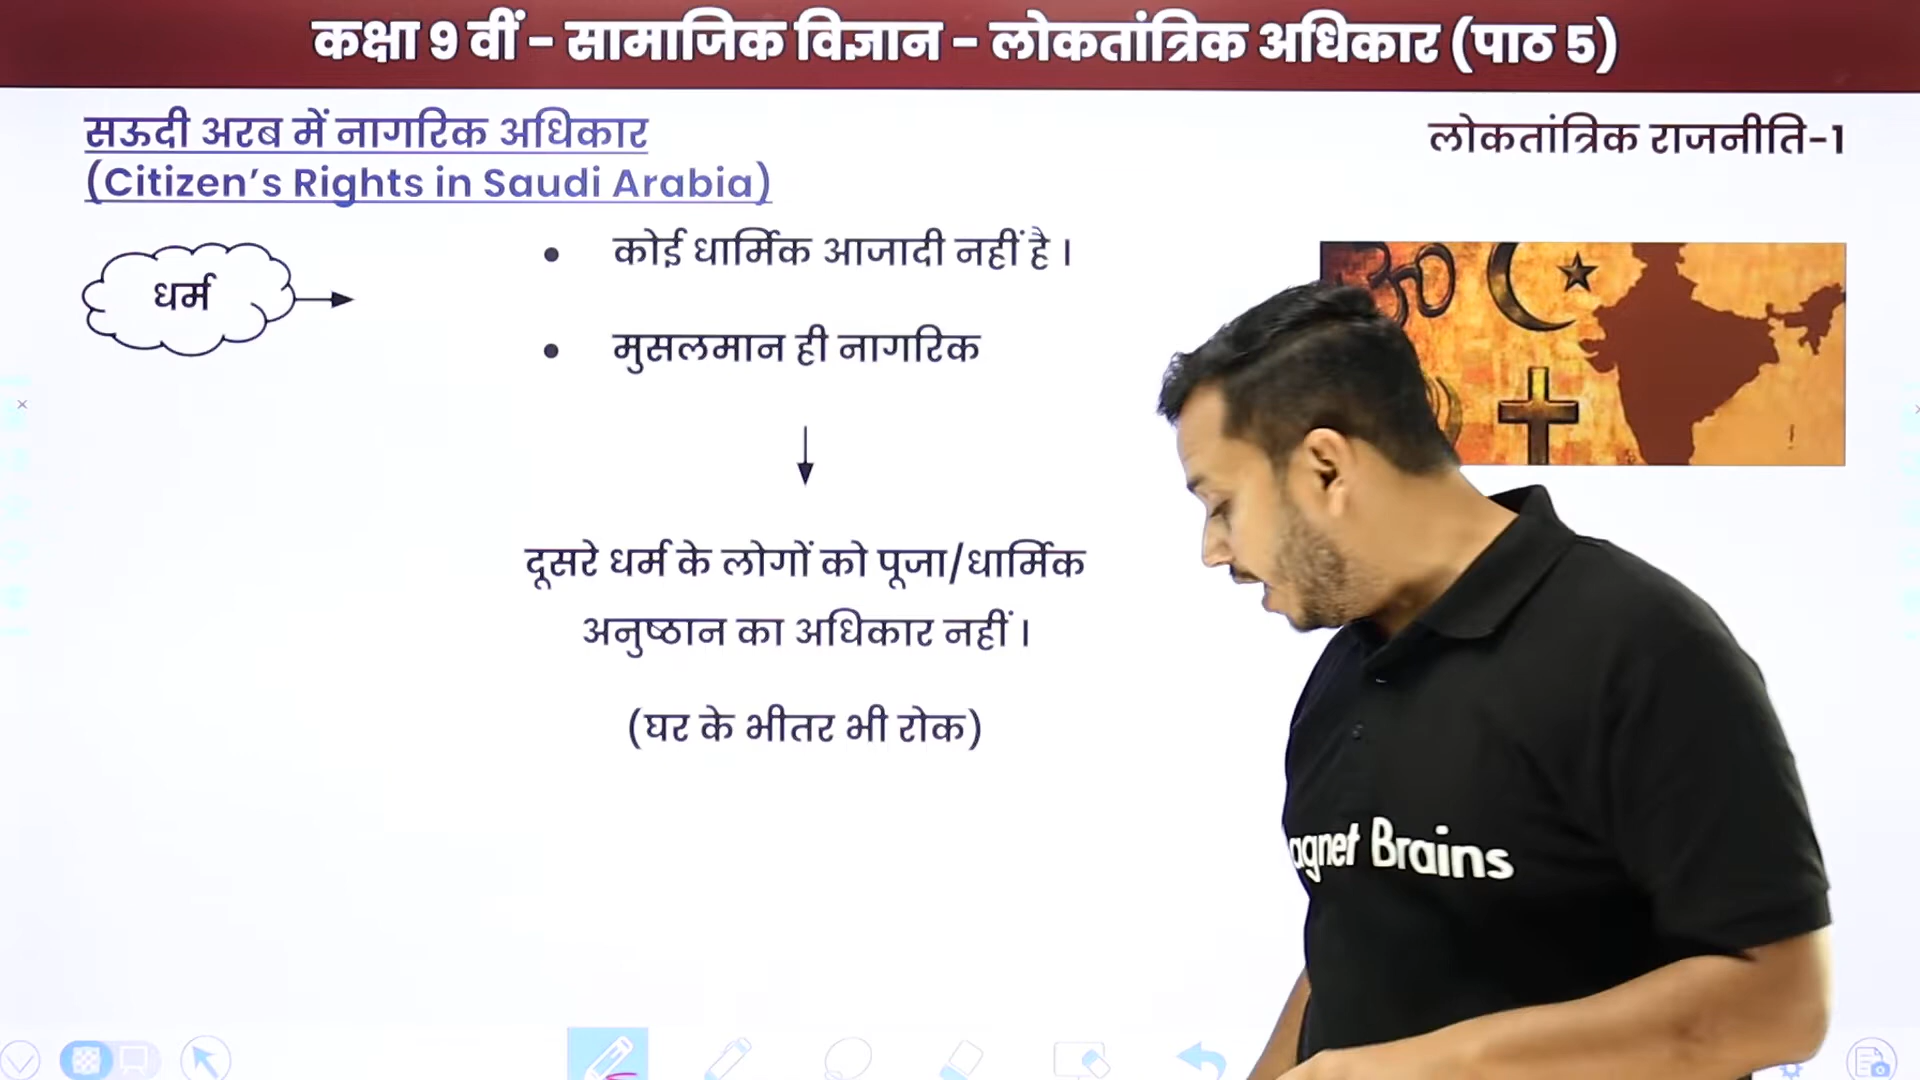 कक्षा 9 वीं - सामाजिक विज्ञान - लोकतांत्रिक अधिकार (पाठ 5)
सऊदी अरब में नागरिक अधिकार
(Citizen's Rights in Saudi Arabia)
लोकतांत्रिक राजनीति-1
धर्म
• कोई धार्मिक आजादी नहीं है ।
• मुसलमान ही नागरिक
दूसरे धर्म के लोगों को पूजा/धार्मिक
अनुष्ठान का अधिकार नहीं ।
(घर के भीतर भी रोक)
agnet Brains